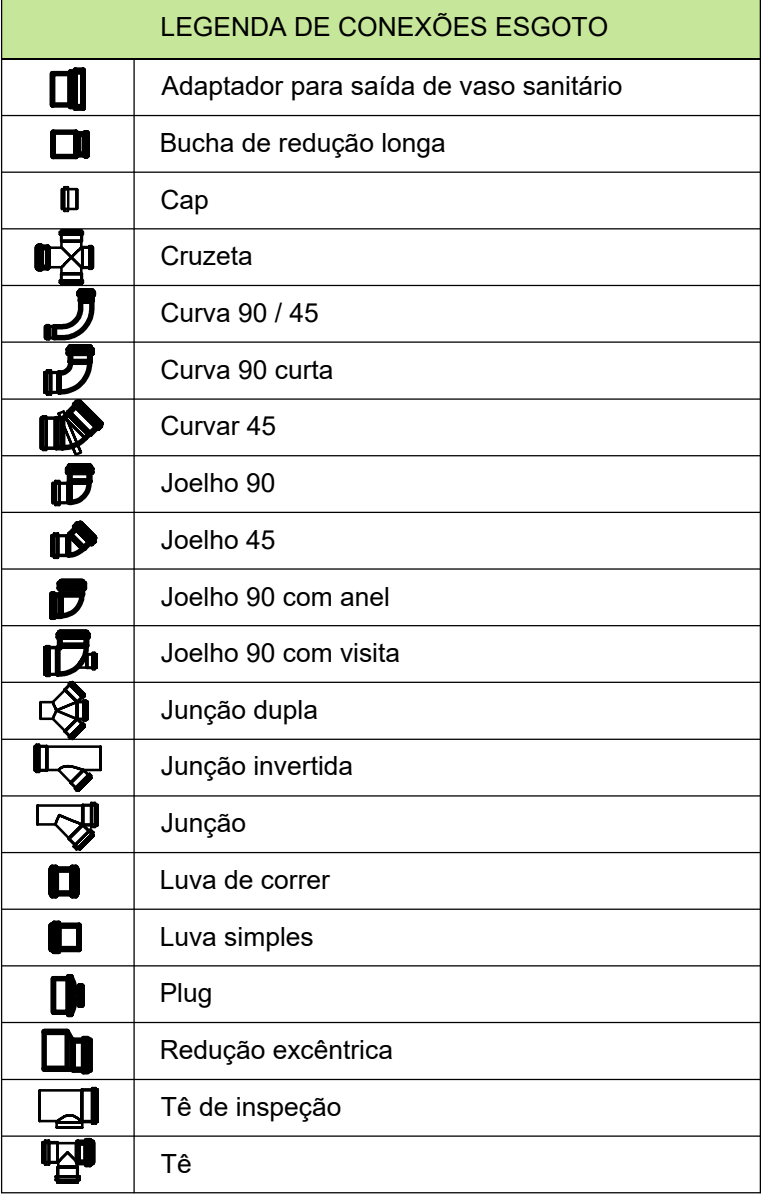 LEGENDA DE CONEXÕES ESGOTO
Adaptador para saída de vaso sanitário
Bucha de redução longa
Cap
Cruzeta
Curva 90 / 45
Curva 90 curta
Curvar 45
Joelho 90
Joelho 45
Joelho 90 com anel
Joelho 90 com visita
Junção dupla
Junção invertida
Junção
Luva de correr
Luva simples
Plug
Redução excêntrica
Tê de inspeção
Tê